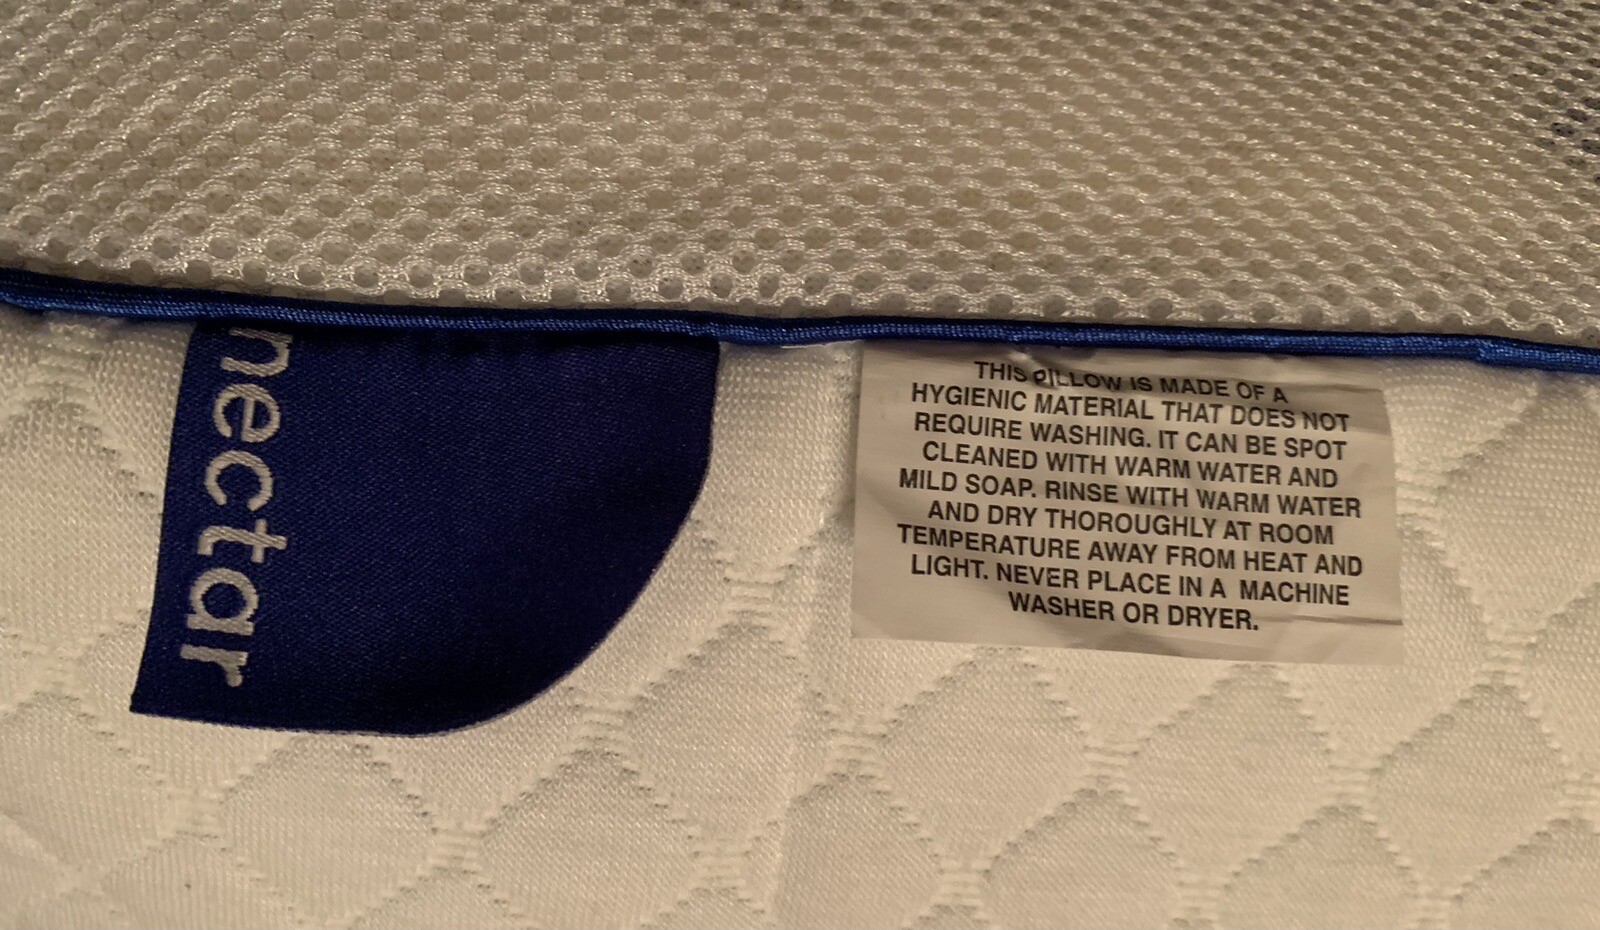 nectar
THIS PILLOW IS MADE OF A
HYGIENIC MATERIAL THAT DOES NOT
REQUIRE WASHING. IT CAN BE SPOT
CLEANED WITH WARM WATER AND
MILD SOAP. RINSE WITH WARM WATER
AND DRY THOROUGHLY AT ROOM
TEMPERATURE AWAY FROM HEAT AND
LIGHT. NEVER PLACE IN A MACHINE
WASHER OR DRYER.